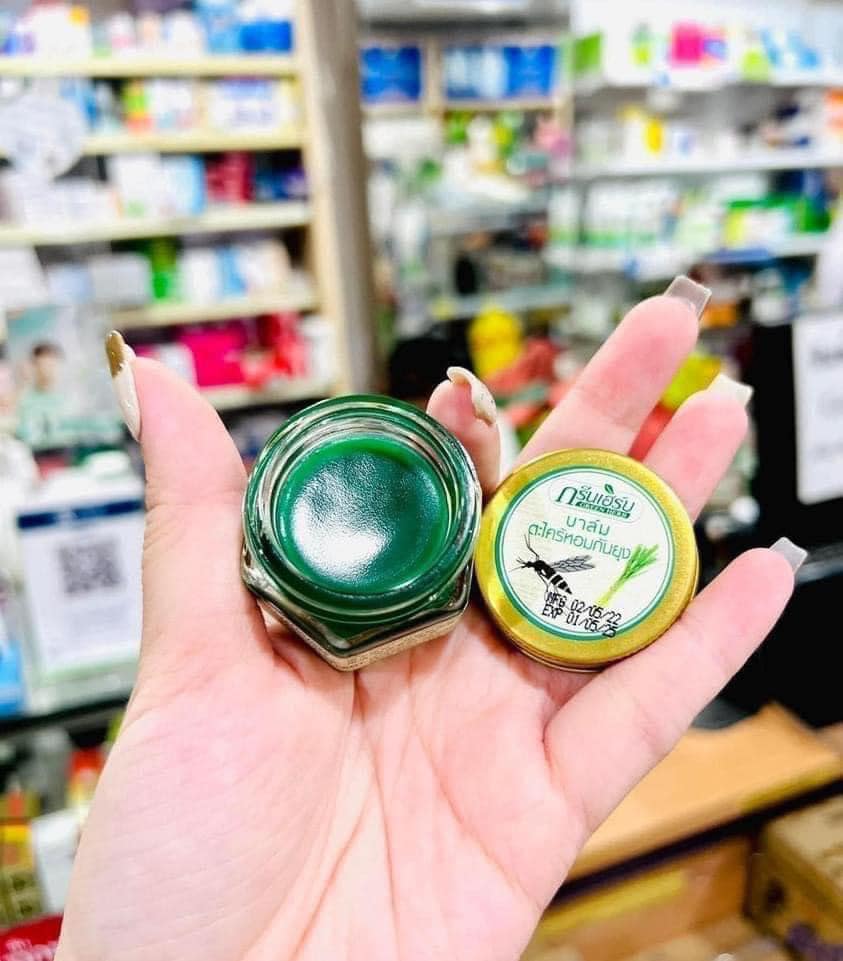 กรีนเฮิร์บ
GREEN HERB
บาล์ม
ตะไคร้หอมกันยุง
MFG 02/05/22
EXP 01/05/25